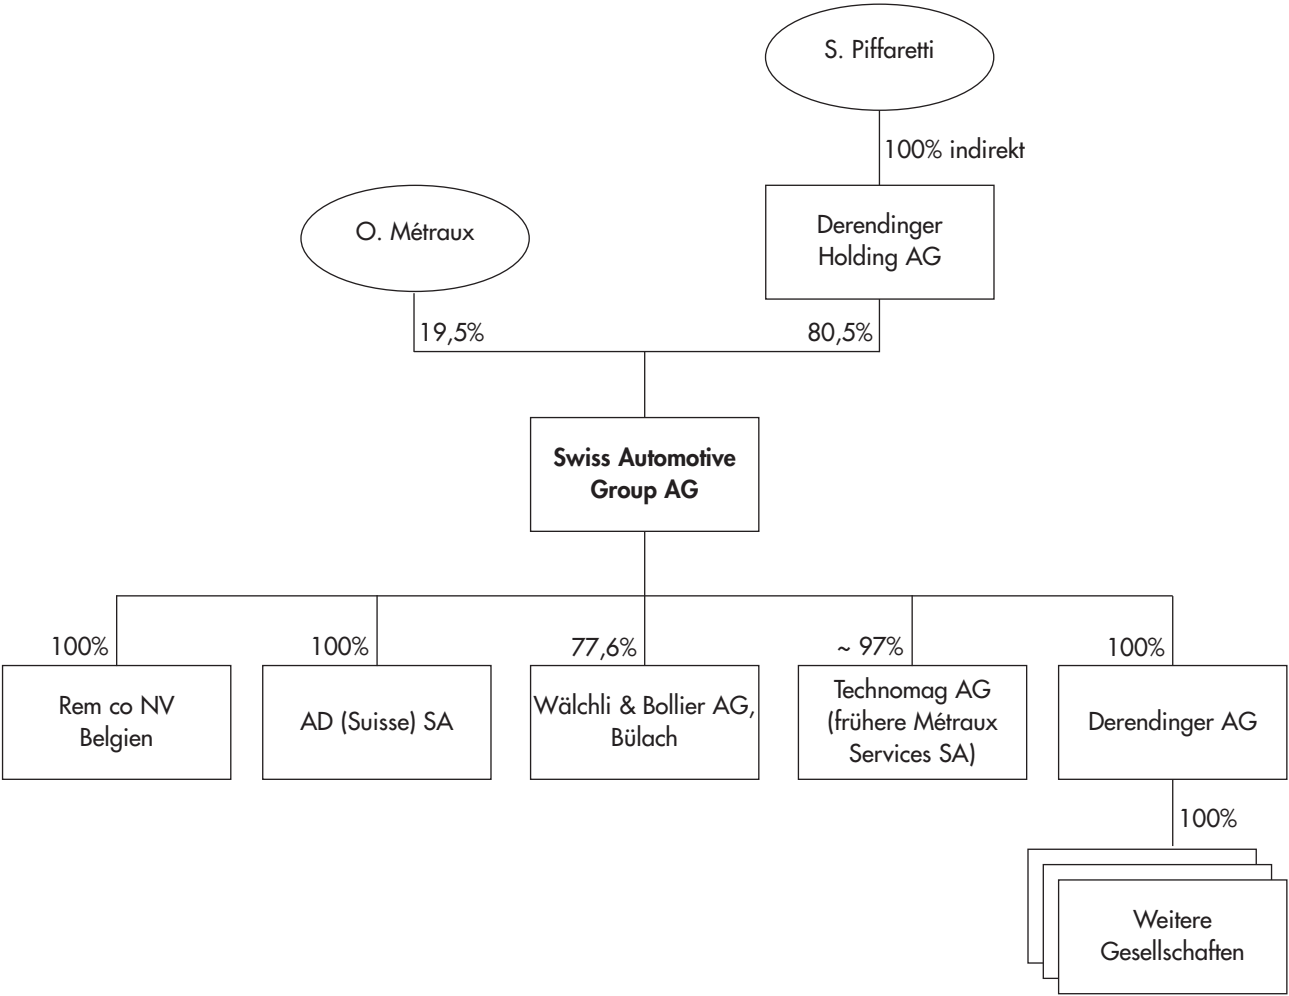 S. Piffaretti
100% indirekt
O. Métraux
Derendinger
Holding AG
19,5%
80,5%
Swiss Automotive
Group AG
100%
100%
77,6%
~ 97%
100%
Rem co NV
Belgien
AD (Suisse) SA
Wälchli & Bollier AG,
Bülach
Technomag AG
(frühere Métraux
Services SA)
Derendinger AG
100%
Weitere
Gesellschaften